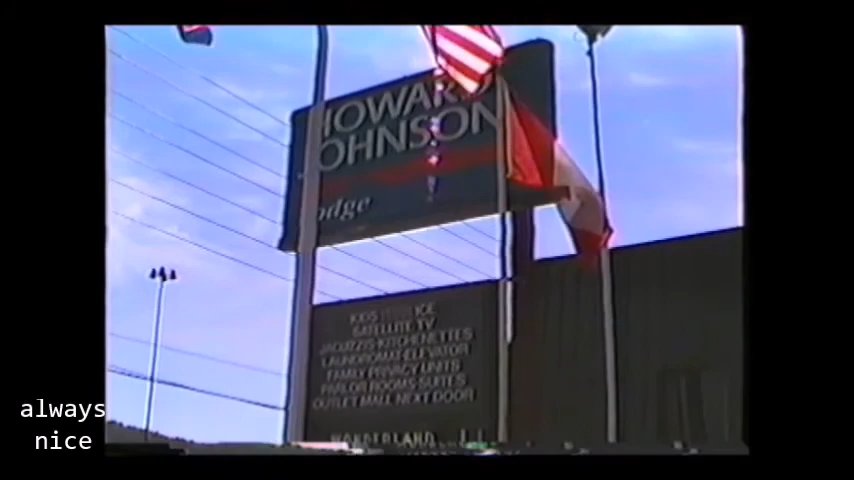 HOWARD
JOHNSON
odge
KIDS ICE
SATELLITE TV
JACUZZIS-KITCHENETTES
LAUNDROMAT-ELEVATOR
FAMILY PRIVACY UNITS
PARLOR ROOMS-SUITES
OUTLET MALL NEXT DOOR
WONDERLAND
always
nice